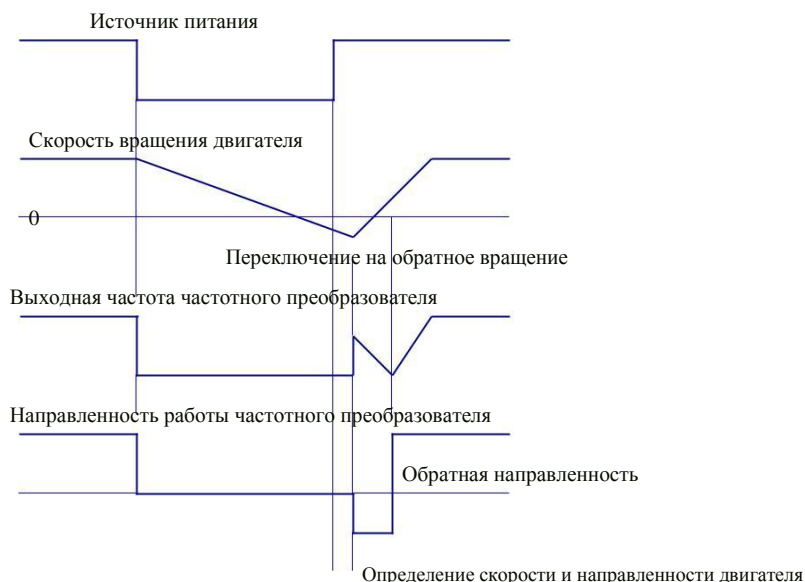 Источник питания
Скорость вращения двигателя
0
Переключение на обратное вращение
Выходная частота частотного преобразователя
Направленность работы частотного преобразователя
Обратная направленность
Определение скорости и направленности двигателя